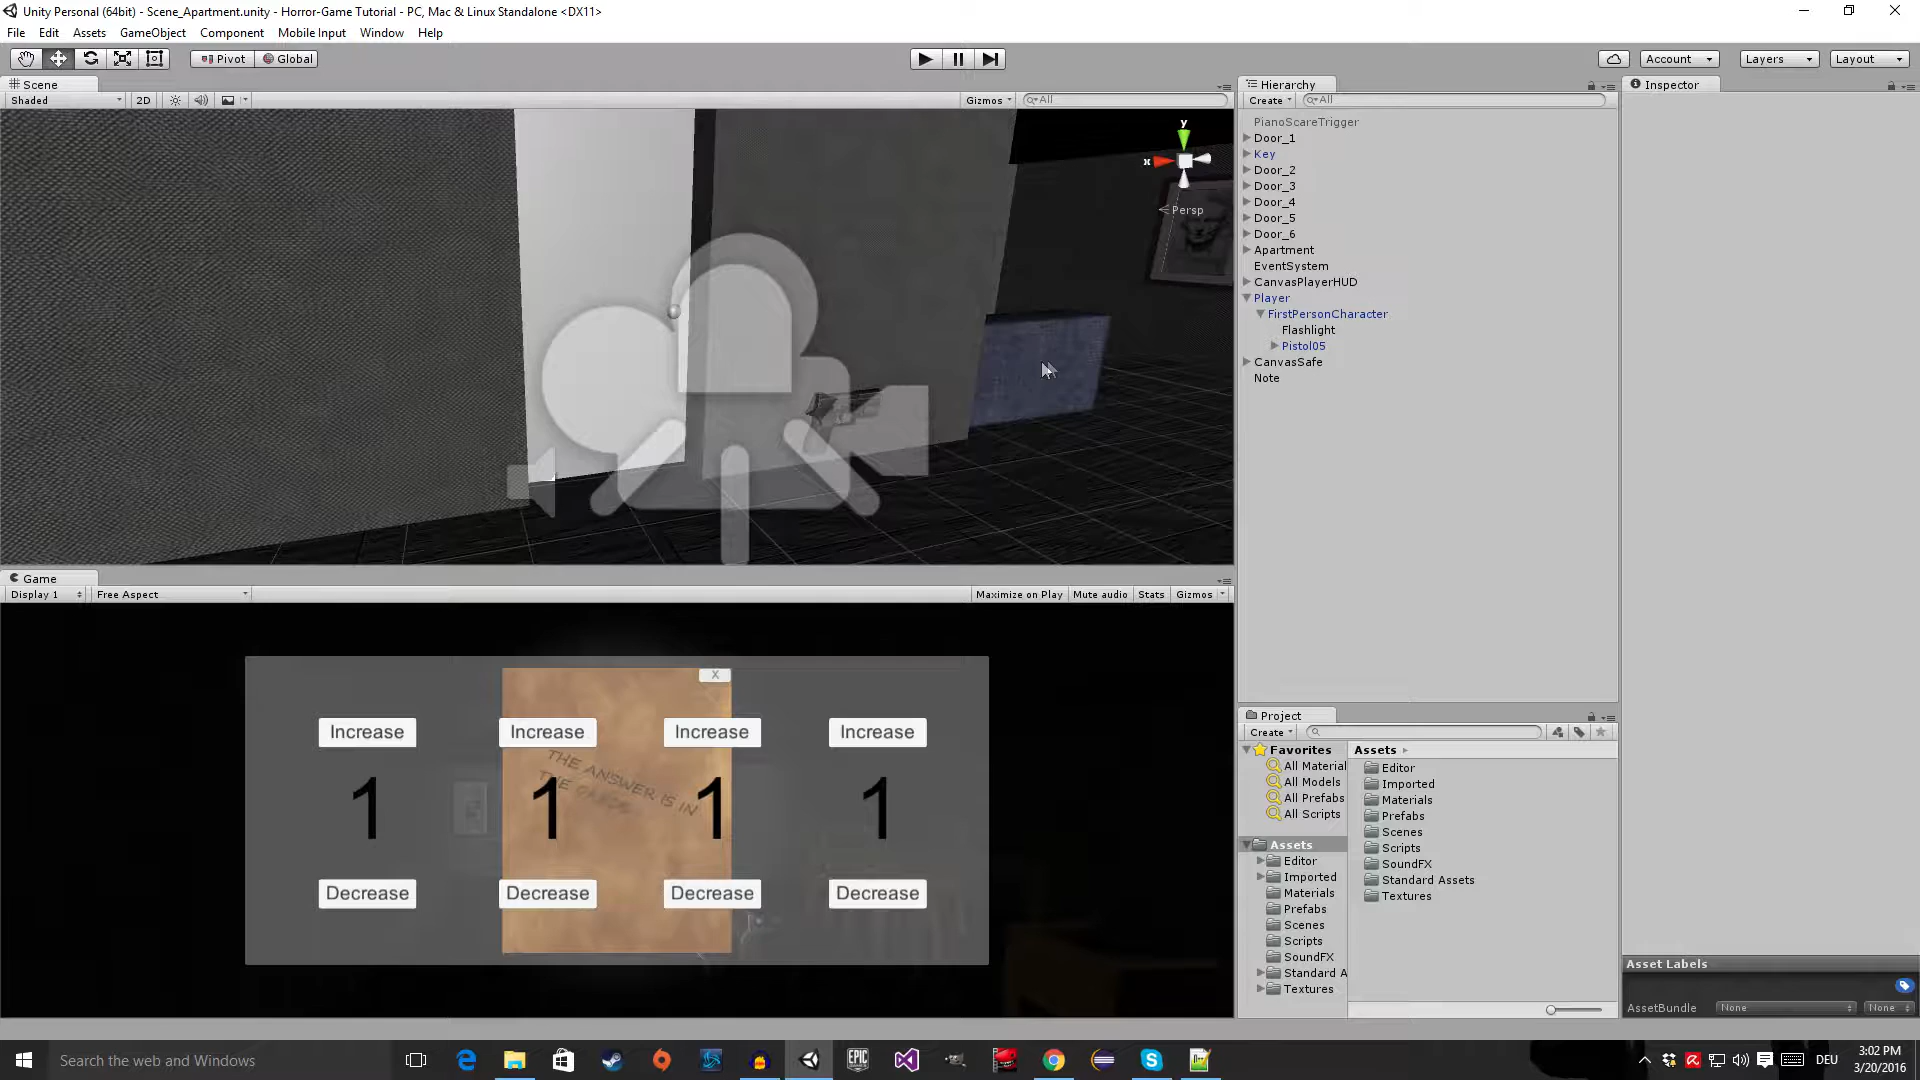 Unity Personal (64bit) - Scene_Apartment.unity - Horror-Game Tutorial - PC, Mac & Linux Standalone <DX11>
File Edit Assets GameObject Component Mobile Input Window Help
Pivot Global Account Layers Layout
Scene
Shaded 2D Gizmos All
y
x
Persp
Hierarchy
Create All
PianoScareTrigger
Door_1
Key
Door_2
Door_3
Door_4
Door_5
Door_6
Apartment
EventSystem
CanvasPlayerHUD
Player
FirstPersonCharacter
Flashlight
Pistol05
CanvasSafe
Note
Inspector
Game
Display 1 Free Aspect Maximize on Play Mute audio Stats Gizmos
X
Increase Increase Increase Increase
THE ANSWER IS IN
THE
1 1 1 1
Decrease Decrease Decrease Decrease
Project
Create
Favorites
All Material
All Models
All Prefabs
All Scripts
Assets
Editor
Imported
Materials
Prefabs
Scenes
Scripts
SoundFX
Standard A
Textures
Assets
Editor
Imported
Materials
Prefabs
Scenes
Scripts
SoundFX
Standard Assets
Textures
Asset Labels
AssetBundle None None
Search the web and Windows
EPIC
DEU
3:02 PM
3/20/2016